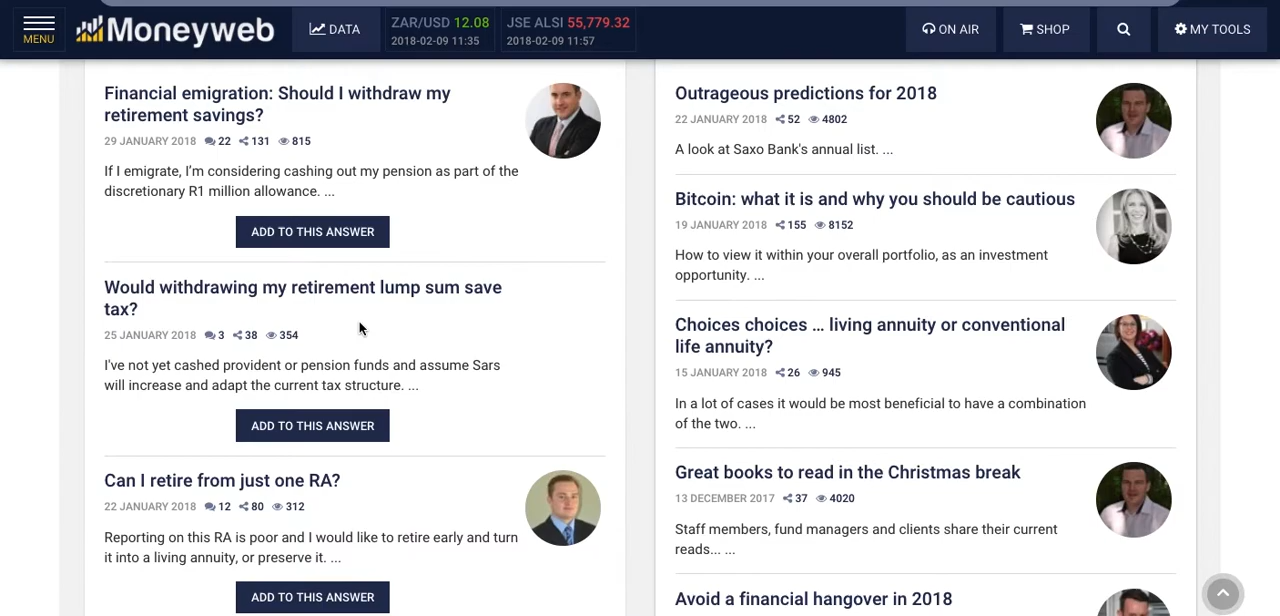 MENU
Moneyweb
DATA
ZAR/USD 12.08
2018-02-09 11:35
JSE ALSI 55,779.32
2018-02-09 11:57
ON AIR
SHOP
MY TOOLS
Financial emigration: Should I withdraw my
retirement savings?
29 JANUARY 2018 22 131 815
If I emigrate, I’m considering cashing out my pension as part of the
discretionary R1 million allowance. ...
ADD TO THIS ANSWER
Would withdrawing my retirement lump sum save
tax?
25 JANUARY 2018 3 38 354
I've not yet cashed provident or pension funds and assume Sars
will increase and adapt the current tax structure. ...
ADD TO THIS ANSWER
Can I retire from just one RA?
22 JANUARY 2018 12 80 312
Reporting on this RA is poor and I would like to retire early and turn
it into a living annuity, or preserve it. ...
ADD TO THIS ANSWER
Outrageous predictions for 2018
22 JANUARY 2018 52 4802
A look at Saxo Bank's annual list. ...
Bitcoin: what it is and why you should be cautious
19 JANUARY 2018 155 8152
How to view it within your overall portfolio, as an investment
opportunity. ...
Choices choices … living annuity or conventional
life annuity?
15 JANUARY 2018 26 945
In a lot of cases it would be most beneficial to have a combination
of the two. ...
Great books to read in the Christmas break
13 DECEMBER 2017 37 4020
Staff members, fund managers and clients share their current
reads... ...
Avoid a financial hangover in 2018